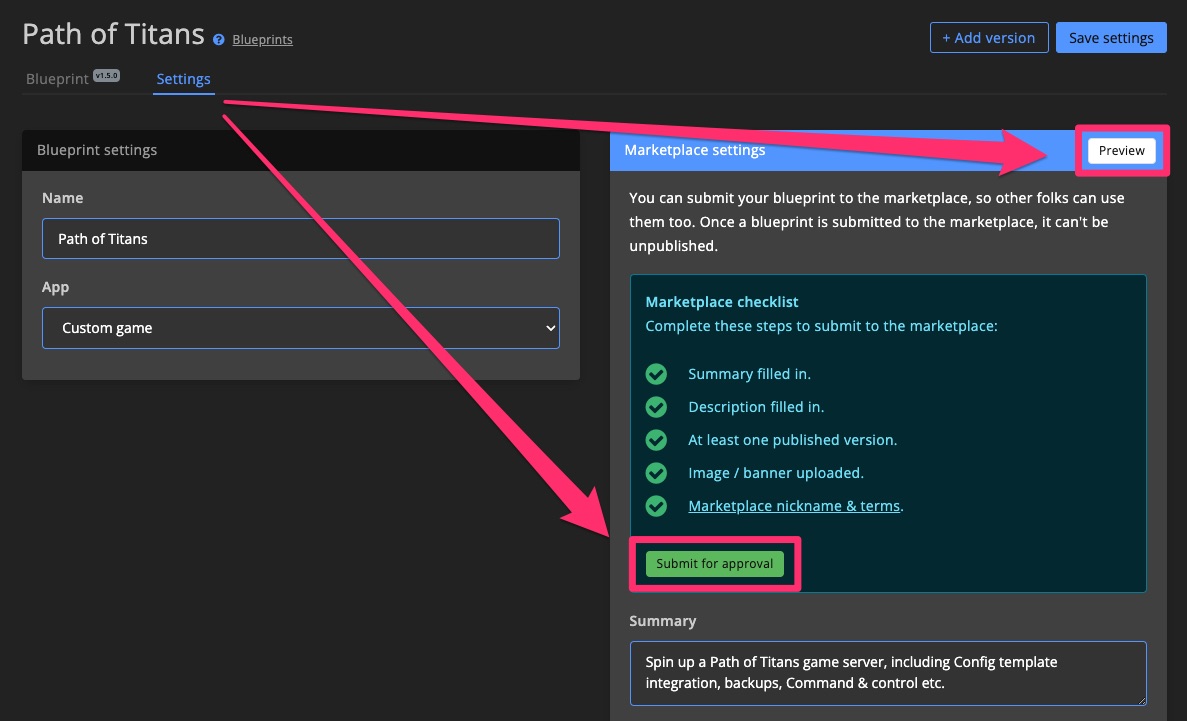 Path of Titans ? Blueprints
+ Add version
Save settings
Blueprint v1.5.0
Settings
Blueprint settings
Name
Path of Titans
App
Custom game
Marketplace settings
Preview
You can submit your blueprint to the marketplace, so other folks can use
them too. Once a blueprint is submitted to the marketplace, it can't be
unpublished.
Marketplace checklist
Complete these steps to submit to the marketplace:
Summary filled in.
Description filled in.
At least one published version.
Image / banner uploaded.
Marketplace nickname & terms.
Submit for approval
Summary
Spin up a Path of Titans game server, including Config template
integration, backups, Command & control etc.